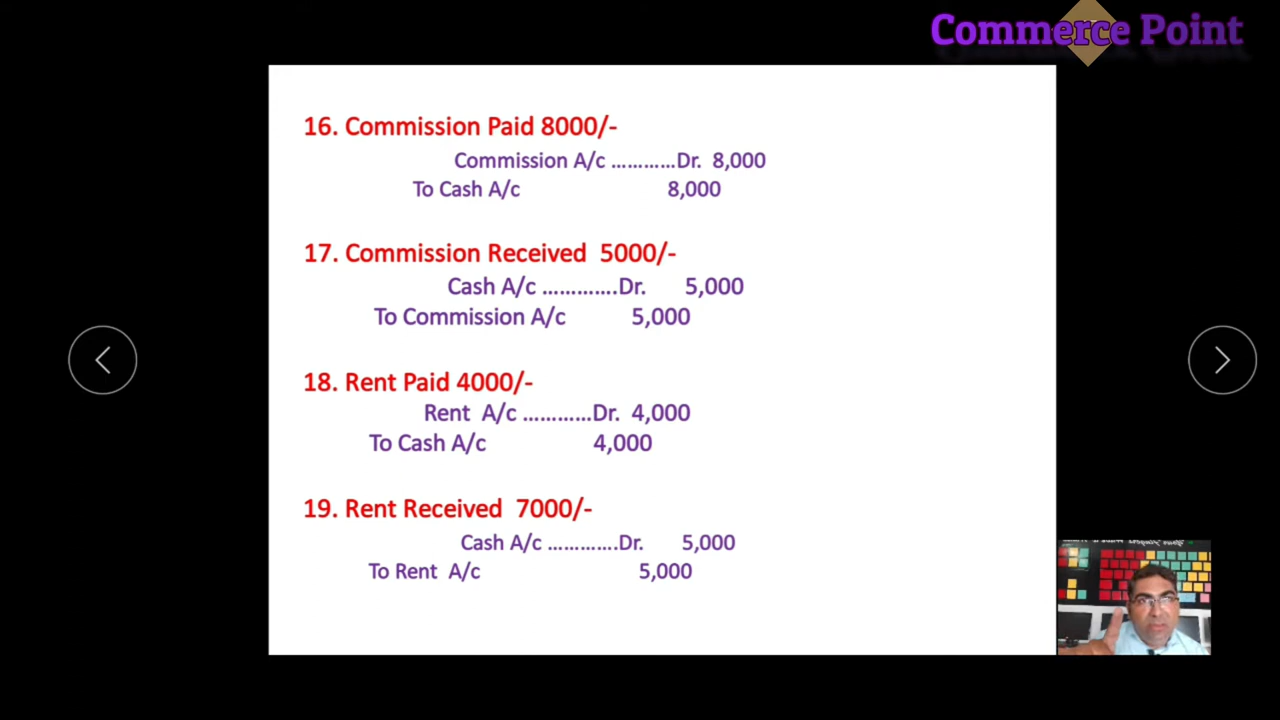 Commerce Point
16. Commission Paid 8000/-
Commission A/c ............Dr. 8,000
To Cash A/c 8,000
17. Commission Received 5000/-
Cash A/c .............Dr. 5,000
To Commission A/c 5,000
18. Rent Paid 4000/-
Rent A/c ............Dr. 4,000
To Cash A/c 4,000
19. Rent Received 7000/-
Cash A/c .............Dr. 5,000
To Rent A/c 5,000